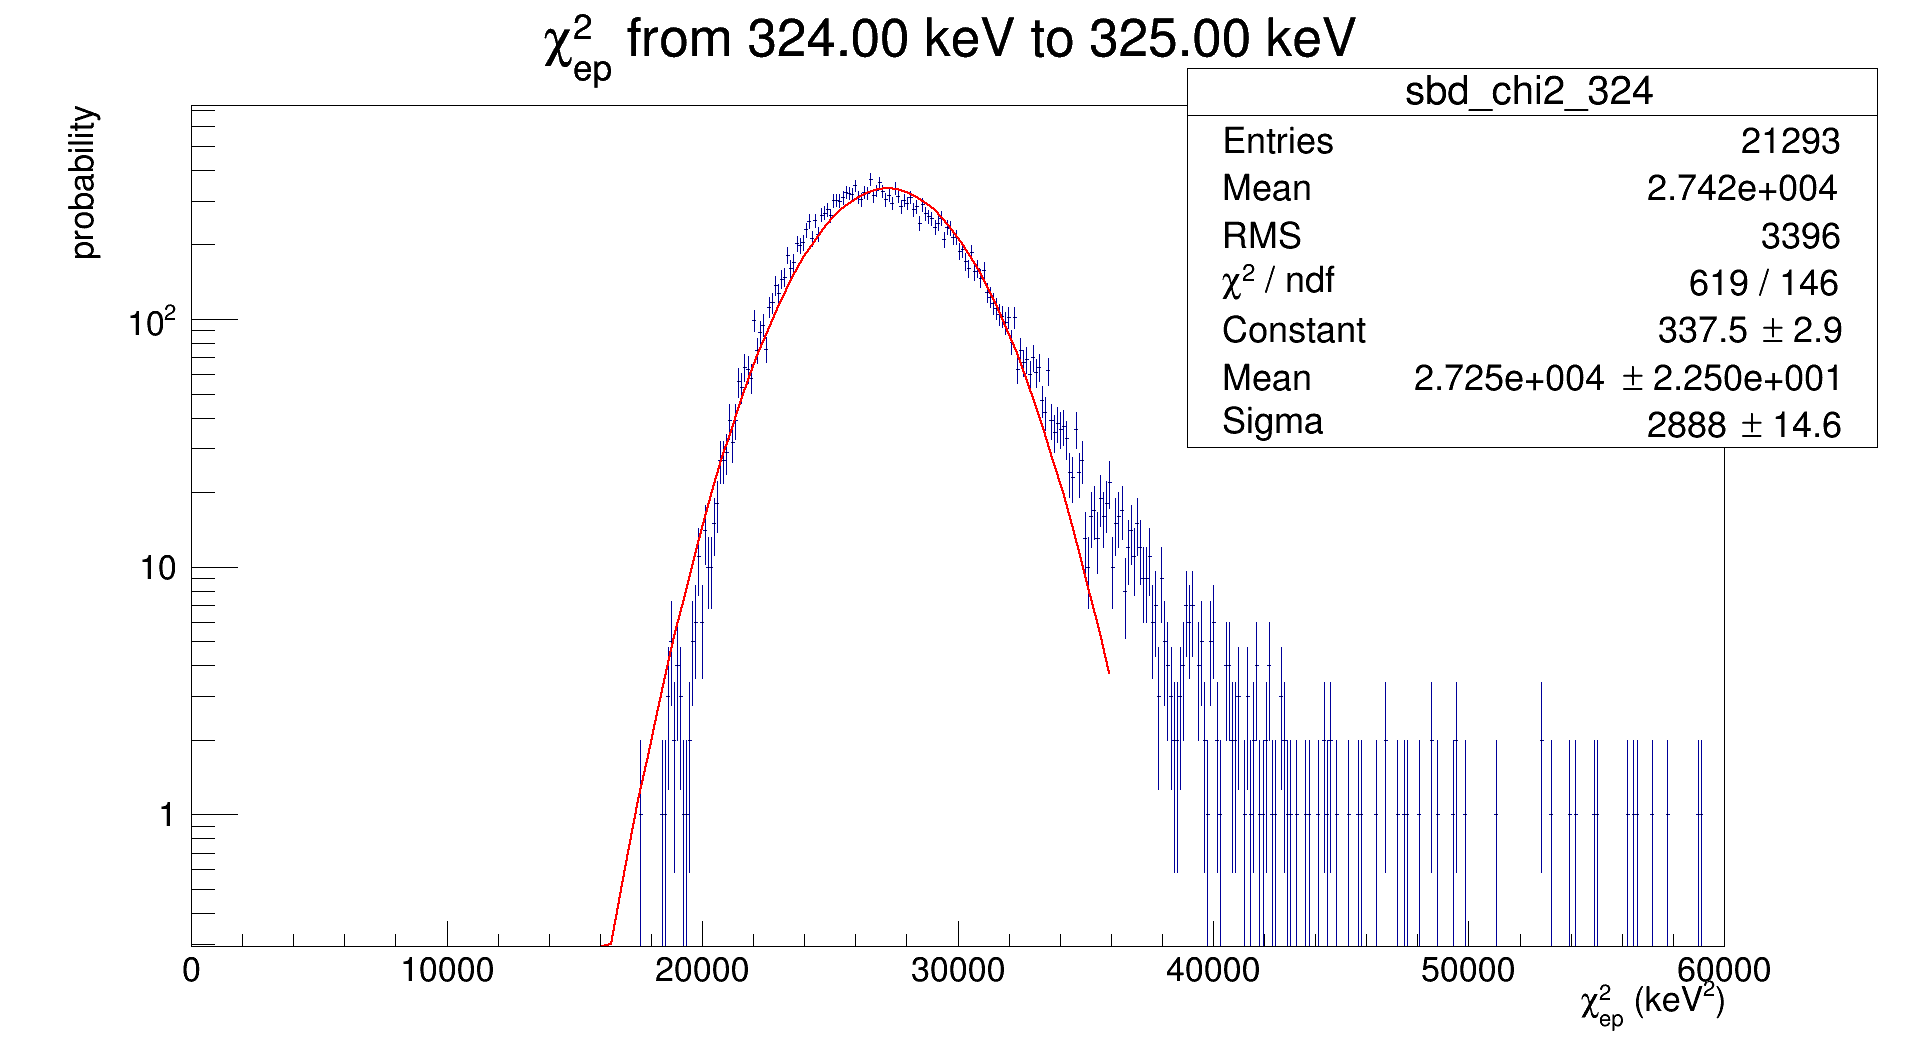 χ²ep from 324.00 keV to 325.00 keV
sbd_chi2_324
Entries 21293
Mean 2.742e+004
RMS 3396
χ² / ndf 619 / 146
Constant 337.5 ± 2.9
Mean 2.725e+004 ± 2.250e+001
Sigma 2888 ± 14.6
probability
10²
10
1
0 10000 20000 30000 40000 50000 60000
χ²ep (keV²)